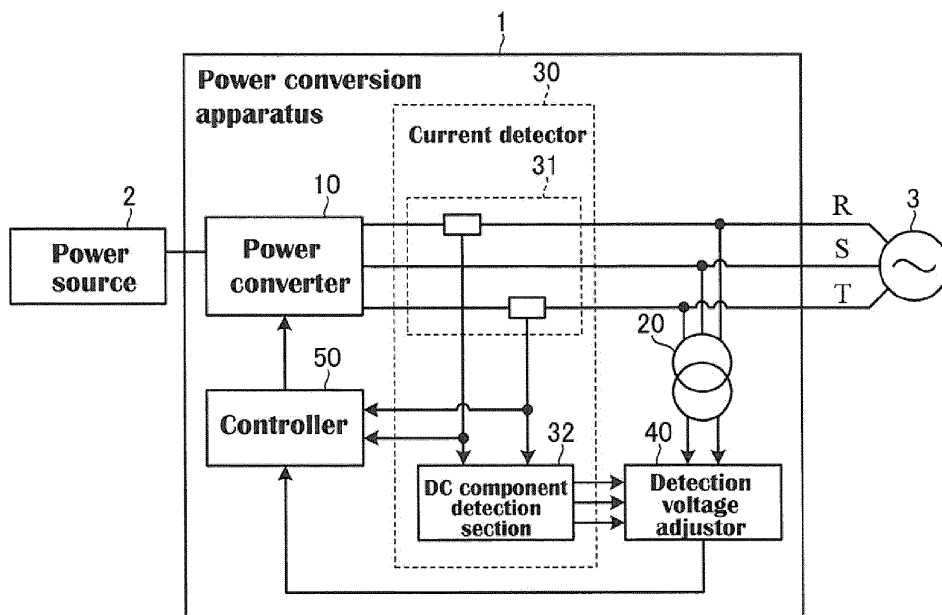 1
Power conversion
apparatus
30
Current detector
31
2
Power
source
10
Power
converter
R
S
T
3
20
50
Controller
32
DC component
detection
section
40
Detection
voltage
adjustor